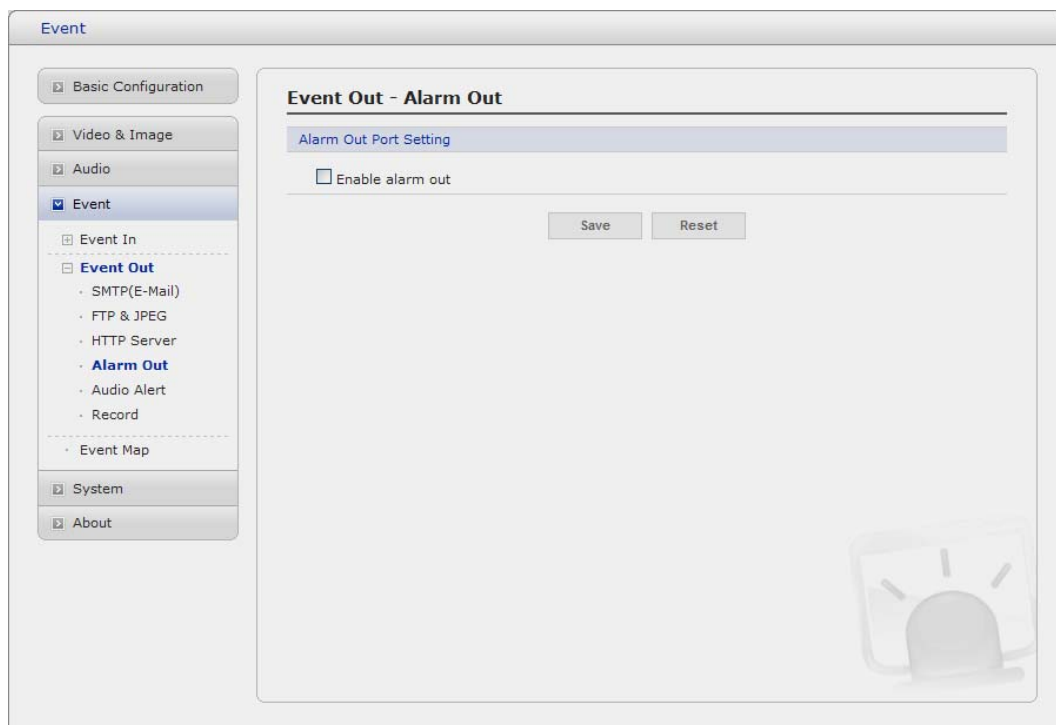 Event
Basic Configuration
Video & Image
Audio
Event
Event In
Event Out
SMTP(E-Mail)
FTP & JPEG
HTTP Server
Alarm Out
Audio Alert
Record
Event Map
System
About
Event Out - Alarm Out
Alarm Out Port Setting
Enable alarm out
Save Reset